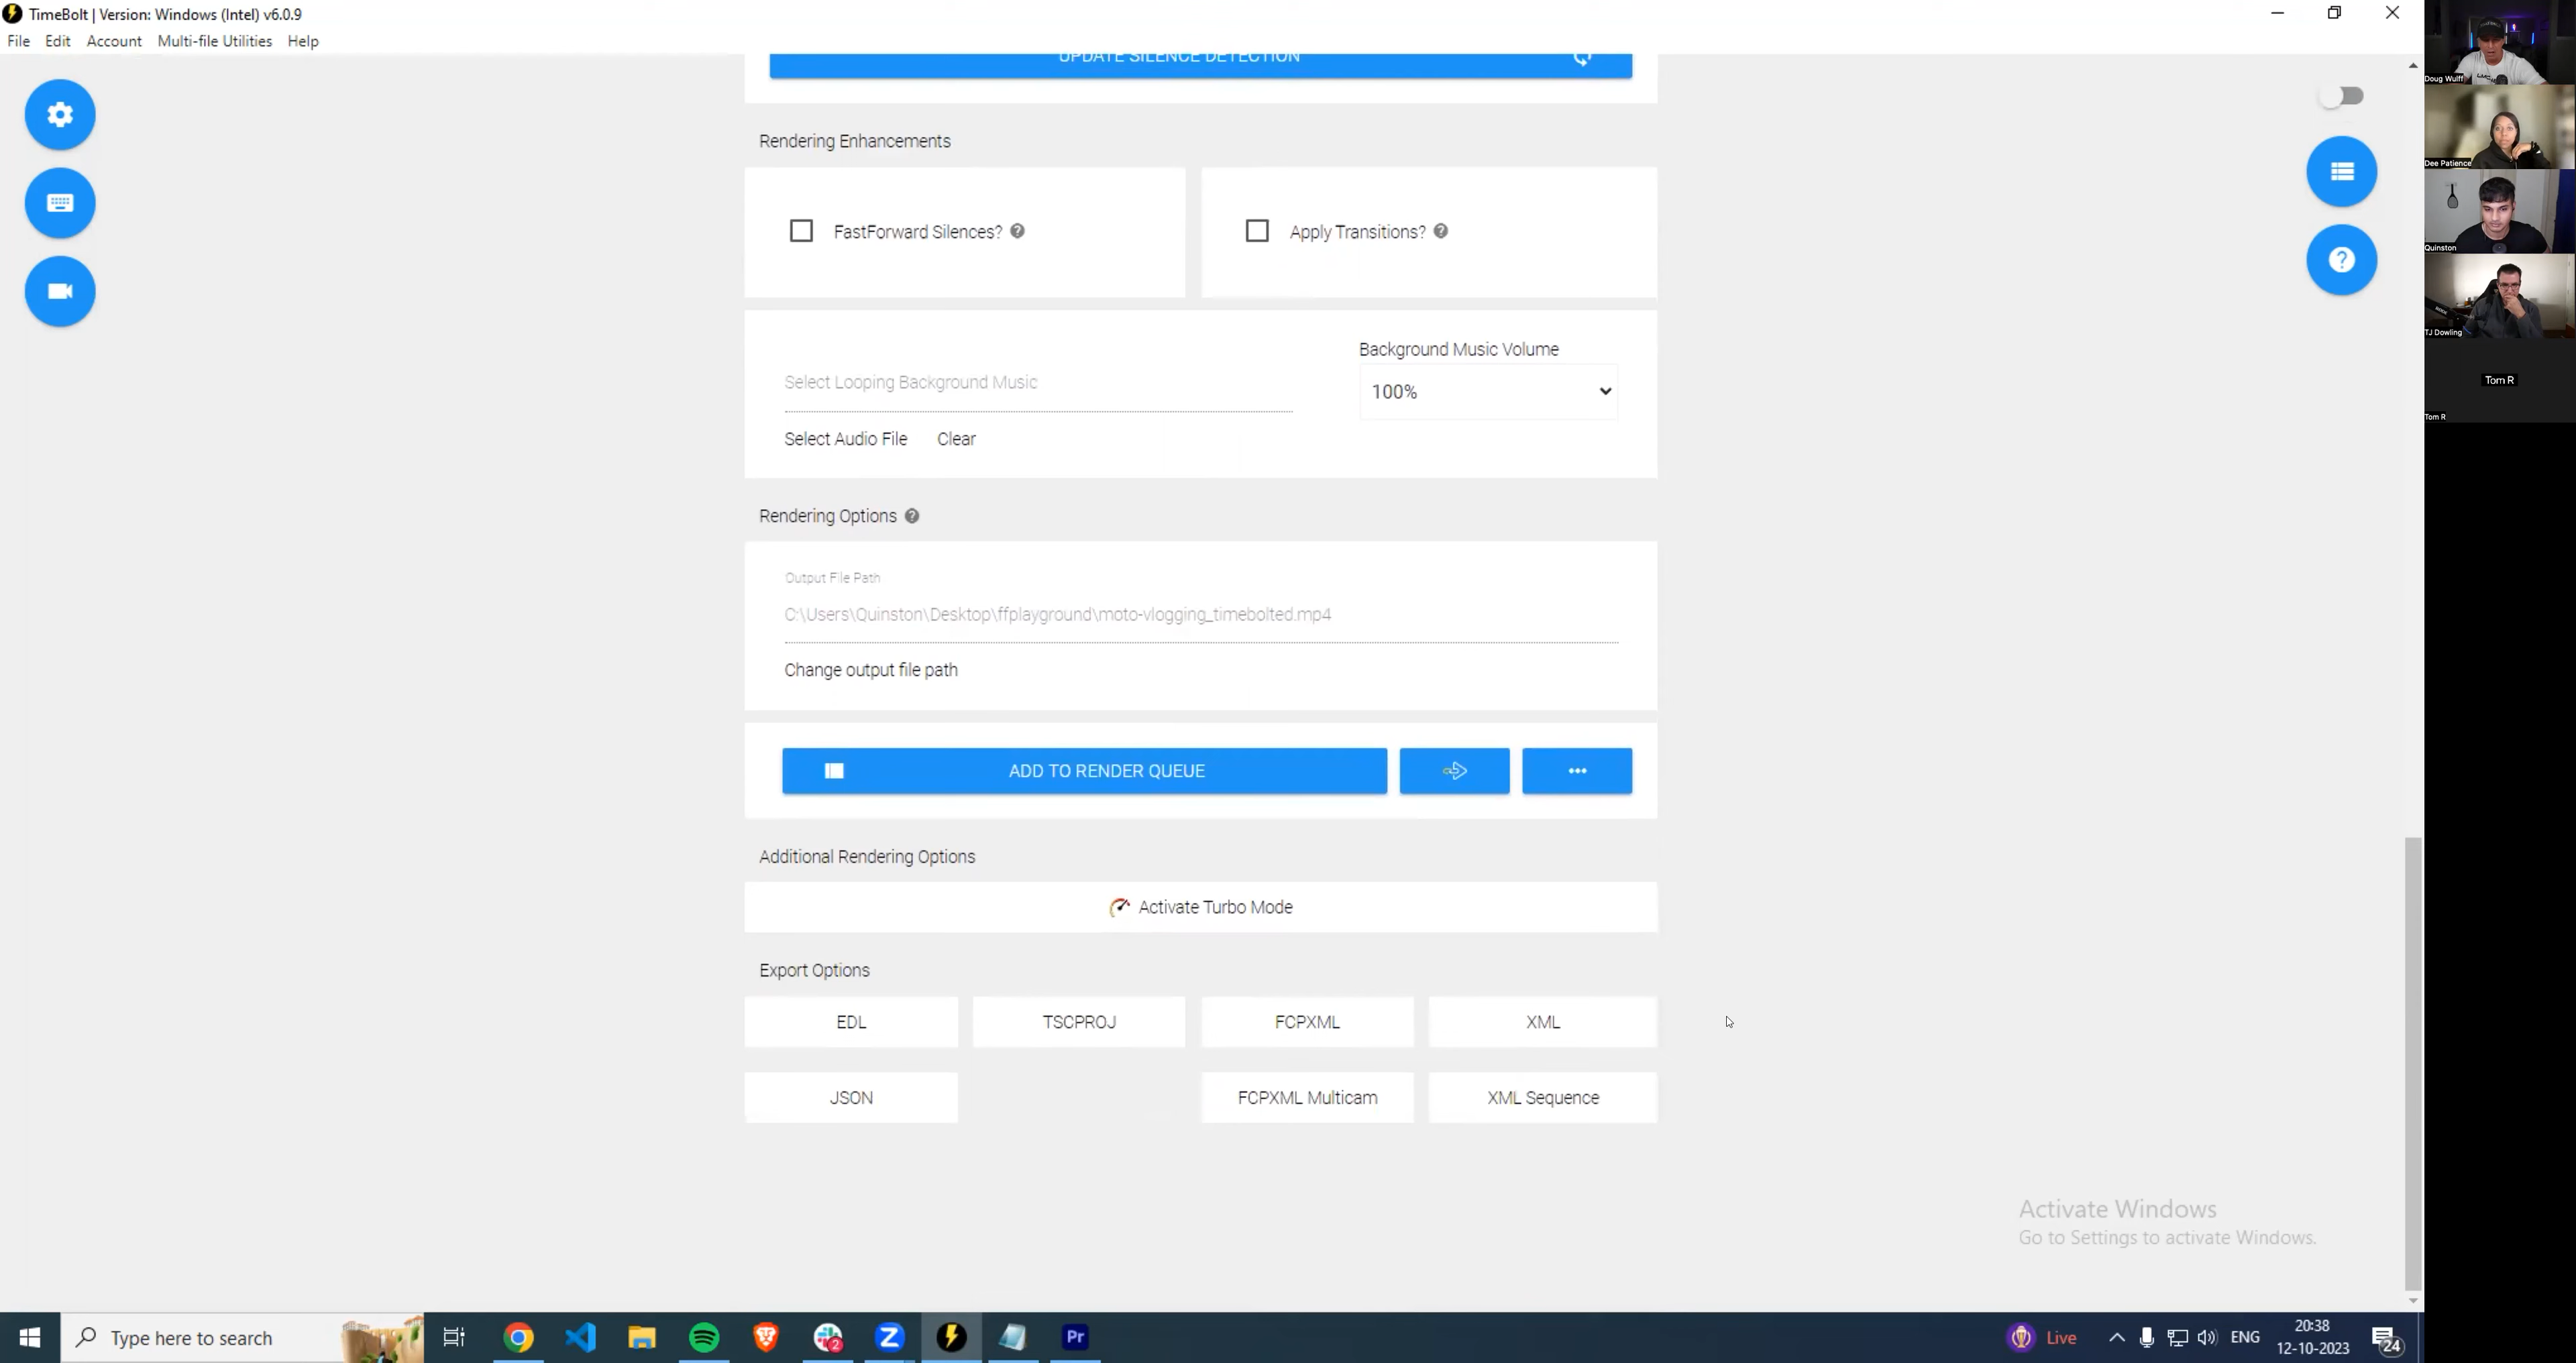 TimeBolt | Version: Windows (Intel) v6.0.9
File Edit Account Multi-file Utilities Help
UPDATE SILENCE DETECTION
Rendering Enhancements
FastForward Silences?
Apply Transitions?
Background Music Volume
Select Looping Background Music
100%
Select Audio File Clear
Rendering Options
Output File Path
C:\Users\Quinston\Desktop\ffplayground\moto-vlogging_timebolted.mp4
Change output file path
ADD TO RENDER QUEUE
Additional Rendering Options
Activate Turbo Mode
Export Options
EDL TSCPROJ FCPXML XML
JSON FCPXML Multicam XML Sequence
Activate Windows
Go to Settings to activate Windows.
Type here to search
2
Pr
Live
ENG
20:38
12-10-2023
24
Doug Wulff
Dee Patience
Quinston
TJ Dowling
Tom R
Tom R